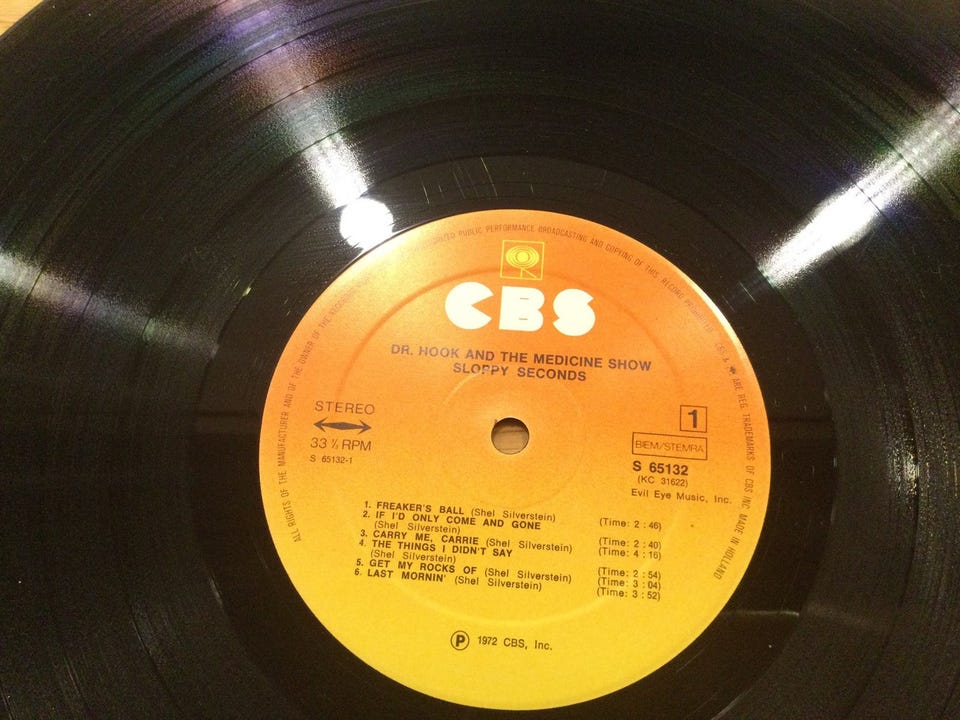 ALL RIGHTS OF THE MANUFACTURER AND OF THE OWNER OF THE RECORDED
PUBLIC PERFORMANCE BROADCASTING AND COPYING OF THIS RECORD PROHIBITED
CBS & ARE REG. TRADEMARKS OF CBS INC. MADE IN HOLLAND
CBS
DR. HOOK AND THE MEDICINE SHOW
SLOPPY SECONDS
STEREO
33 ⅓ RPM
S 65132-1
1
BIEM/STEMRA
S 65132
(KC 31622)
Evil Eye Music, Inc.
1. FREAKER'S BALL (Shel Silverstein) (Time: 2 : 46)
2. IF I'D ONLY COME AND GONE
(Shel Silverstein) (Time: 2 : 40)
3. CARRY ME, CARRIE (Shel Silverstein) (Time: 4 : 16)
4. THE THINGS I DIDN'T SAY
(Shel Silverstein) (Time: 2 : 54)
5. GET MY ROCKS OF (Shel Silverstein) (Time: 3 : 04)
6. LAST MORNIN' (Shel Silverstein) (Time: 3 : 52)
Ⓟ 1972 CBS, Inc.